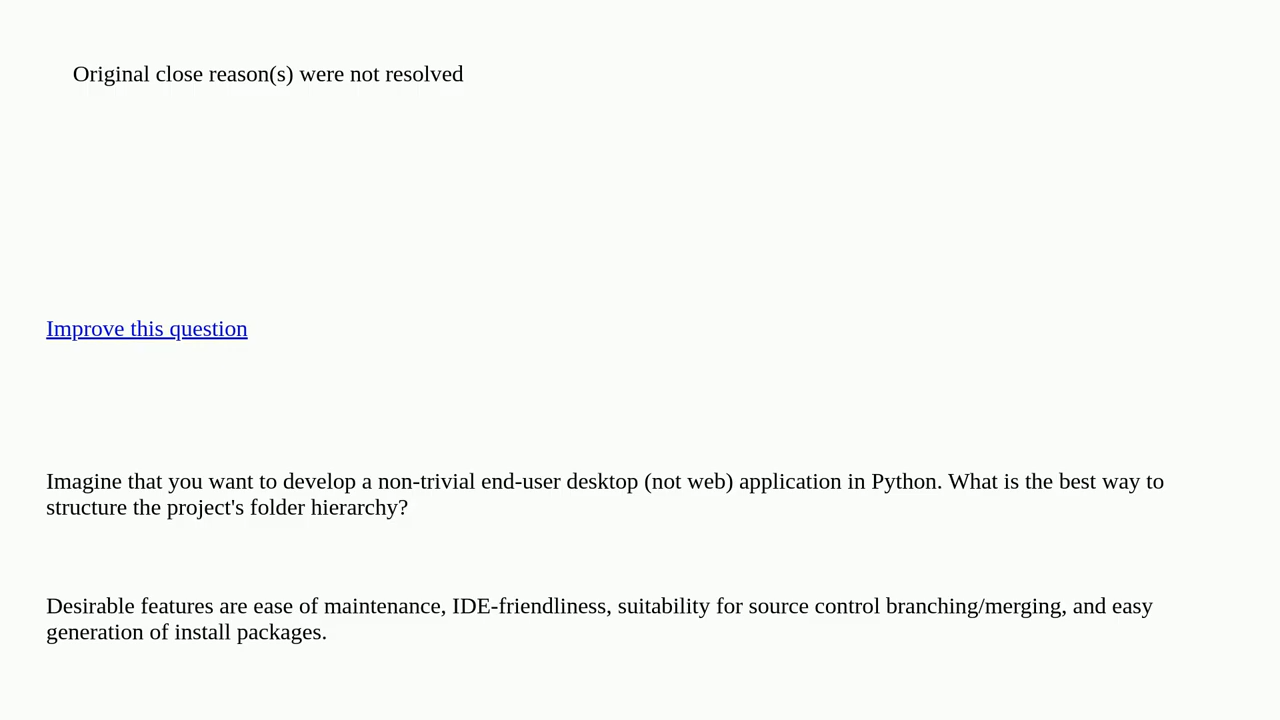 Original close reason(s) were not resolved
Improve this question
Imagine that you want to develop a non-trivial end-user desktop (not web) application in Python. What is the best way to
structure the project's folder hierarchy?
Desirable features are ease of maintenance, IDE-friendliness, suitability for source control branching/merging, and easy
generation of install packages.